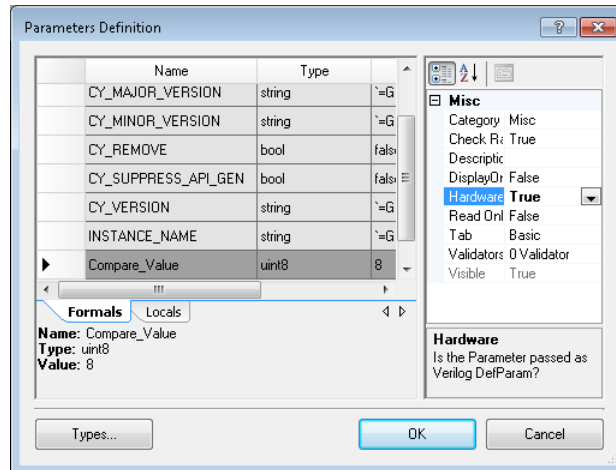 Parameters Definition
Name Type
CY_MAJOR_VERSION string `=G
CY_MINOR_VERSION string `=G
CY_REMOVE bool fals
CY_SUPPRESS_API_GEN bool fals
CY_VERSION string `=G
INSTANCE_NAME string `=G
Compare_Value uint8 8
Formals Locals
Name: Compare_Value
Type: uint8
Value: 8
Misc
Category Misc
Check Ra True
Descriptic
DisplayOr False
Hardware True
Read Onl False
Tab Basic
Validators 0 Validator
Visible True
Hardware
Is the Parameter passed as
Verilog DefParam?
Types...
OK
Cancel